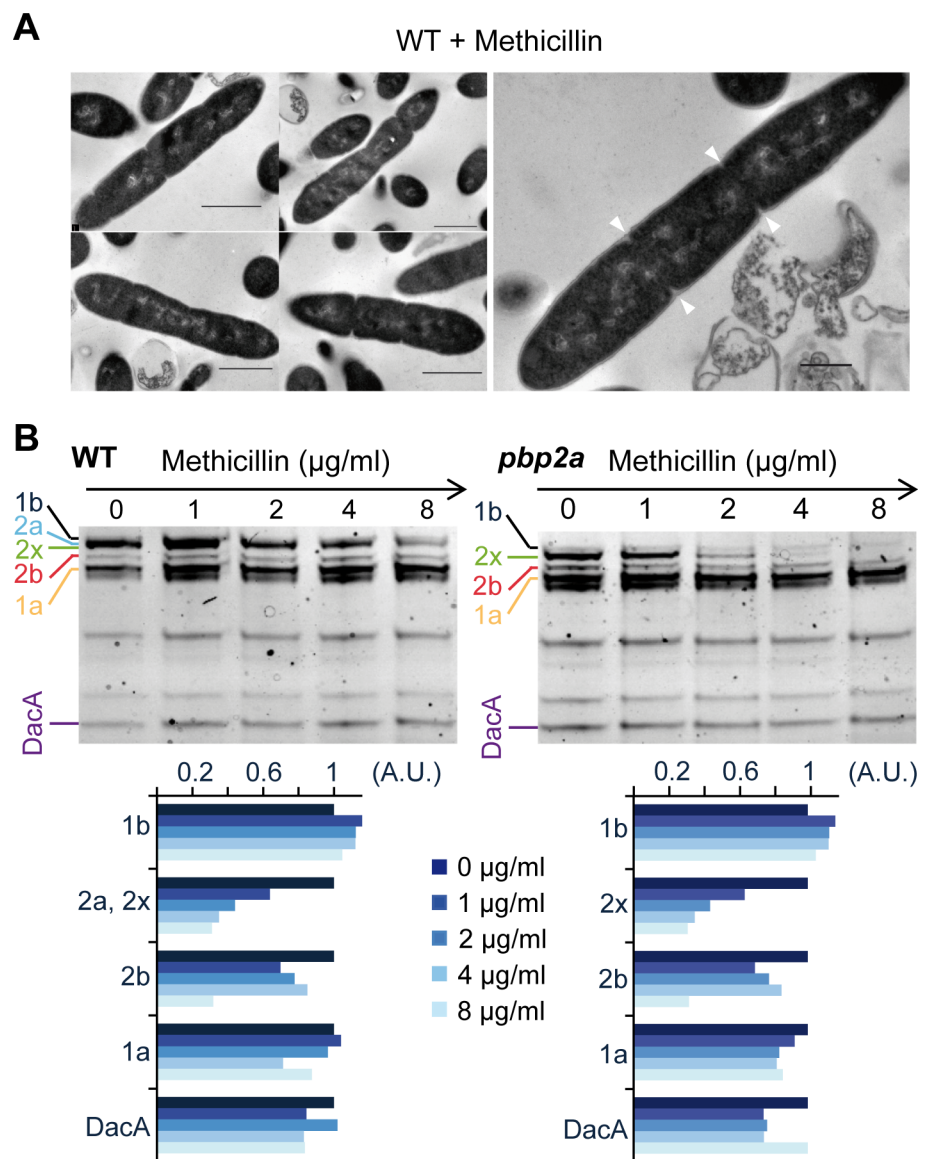 A
WT + Methicillin
B
WT Methicillin (µg/ml)
0 1 2 4 8
1b
2a
2x
2b
1a
DacA
pbp2a Methicillin (µg/ml)
0 1 2 4 8
1b
2x
2b
1a
DacA
0.2 0.6 1 (A.U.)
1b
2a, 2x
2b
1a
DacA
0 µg/ml
1 µg/ml
2 µg/ml
4 µg/ml
8 µg/ml
0.2 0.6 1 (A.U.)
1b
2x
2b
1a
DacA